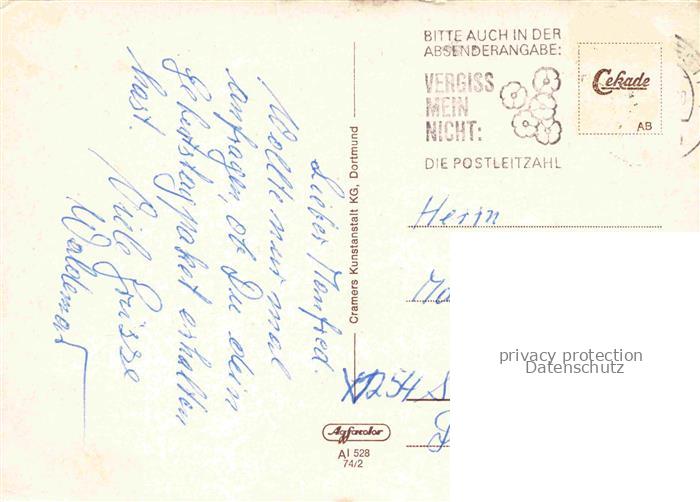 Lieber Manfred.
Wollte nur mal
anfragen, ob Du dein
Geburtstagpaket erhalten
hast.
Viele Grüsse
Waldemar
Cramers Kunstanstalt KG, Dortmund
BITTE AUCH IN DER
ABSENDERANGABE:
VERGISS
MEIN
NICHT:
DIE POSTLEITZAHL
Cekade
AB
Herrn
privacy protection
Datenschutz
Agfacolor
AI 528
74/2